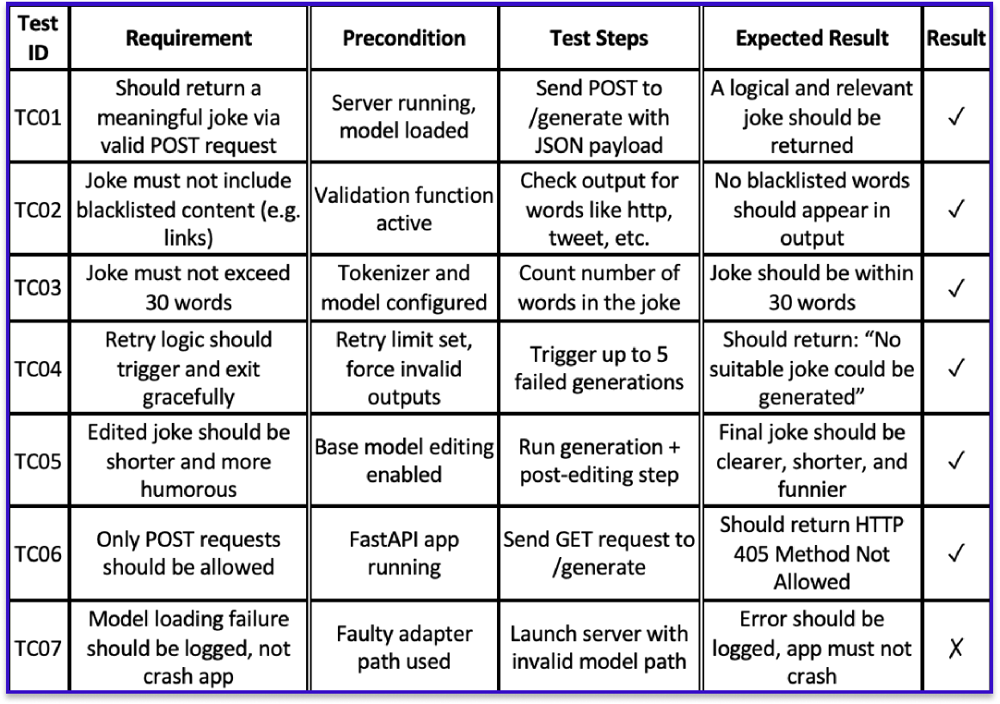 Test ID Requirement Precondition Test Steps Expected Result Result
TC01
Should return a
meaningful joke via
valid POST request
Server running,
model loaded
Send POST to
/generate with
JSON payload
A logical and relevant
joke should be
returned
✓
TC02
Joke must not include
blacklisted content (e.g.
links)
Validation function
active
Check output for
words like http,
tweet, etc.
No blacklisted words
should appear in
output
✓
TC03
Joke must not exceed
30 words
Tokenizer and
model configured
Count number of
words in the joke
Joke should be within
30 words
✓
TC04
Retry logic should
trigger and exit
gracefully
Retry limit set,
force invalid
outputs
Trigger up to 5
failed generations
Should return: “No
suitable joke could be
generated”
✓
TC05
Edited joke should be
shorter and more
humorous
Base model editing
enabled
Run generation +
post-editing step
Final joke should be
clearer, shorter, and
funnier
✓
TC06
Only POST requests
should be allowed
FastAPI app
running
Send GET request to
/generate
Should return HTTP
405 Method Not
Allowed
✓
TC07
Model loading failure
should be logged, not
crash app
Faulty adapter
path used
Launch server with
invalid model path
Error should be
logged, app must not
crash
✗